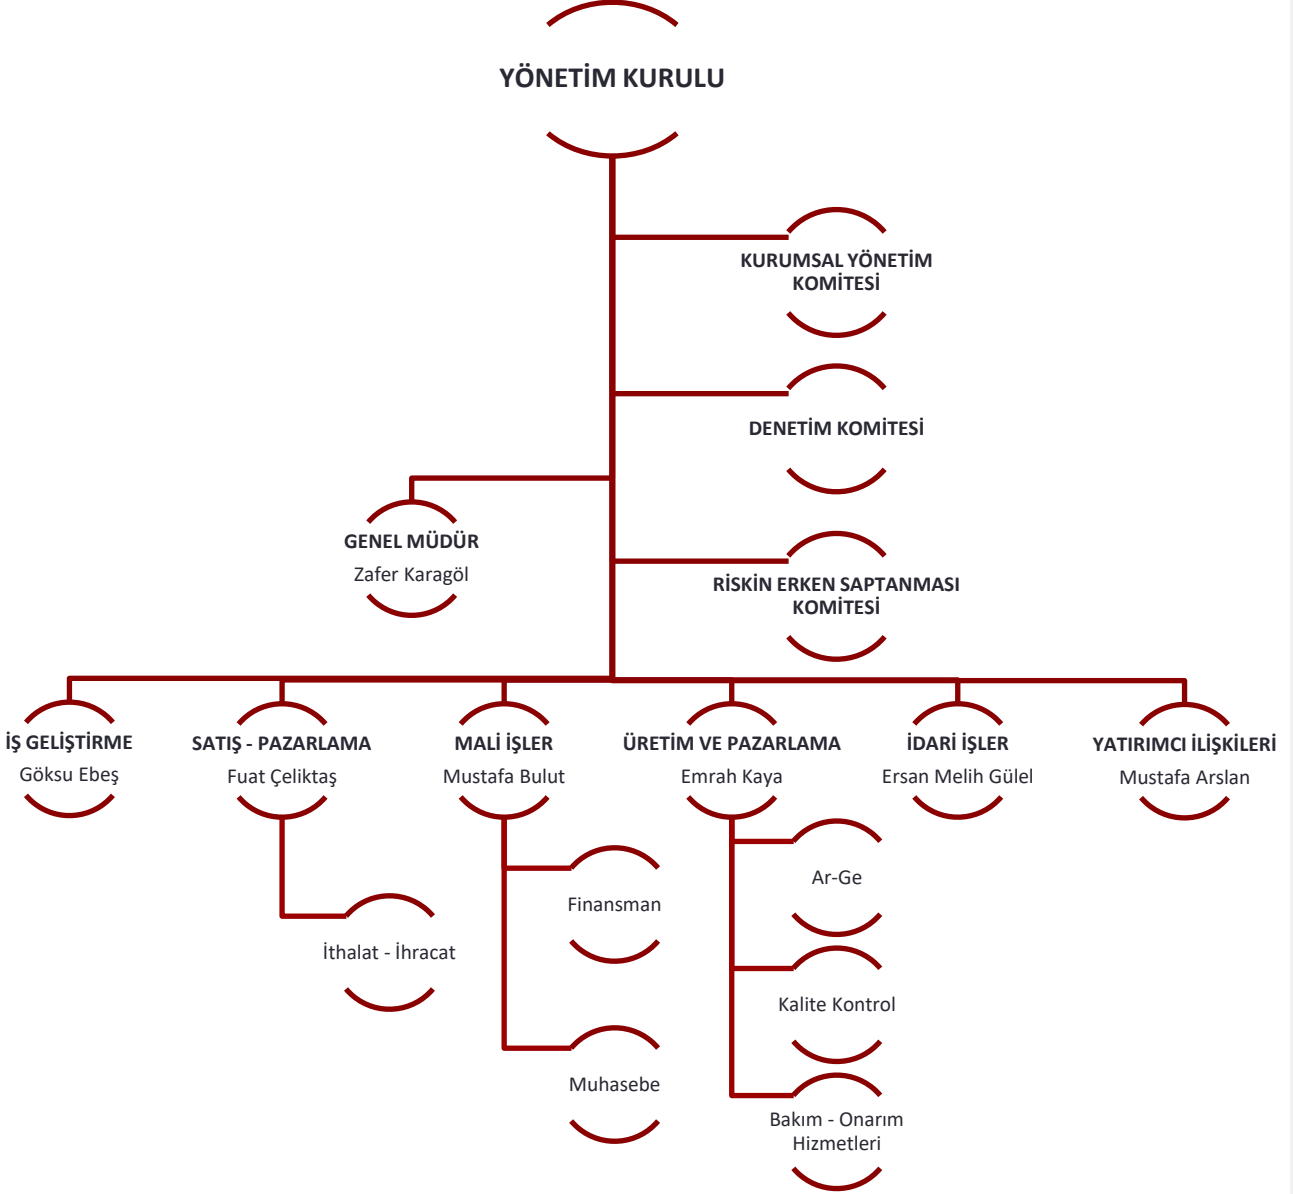 YÖNETİM KURULU
KURUMSAL YÖNETİM
KOMİTESİ
DENETİM KOMİTESİ
GENEL MÜDÜR
Zafer Karagöl
RİSKİN ERKEN SAPTANMASI
KOMİTESİ
İŞ GELİŞTİRME
Göksu Ebeş
SATIŞ - PAZARLAMA
Fuat Çeliktaş
MALİ İŞLER
Mustafa Bulut
ÜRETİM VE PAZARLAMA
Emrah Kaya
İDARİ İŞLER
Ersan Melih Gülel
YATIRIMCI İLİŞKİLERİ
Mustafa Arslan
İthalat - İhracat
Finansman
Muhasebe
Ar-Ge
Kalite Kontrol
Bakım - Onarım
Hizmetleri